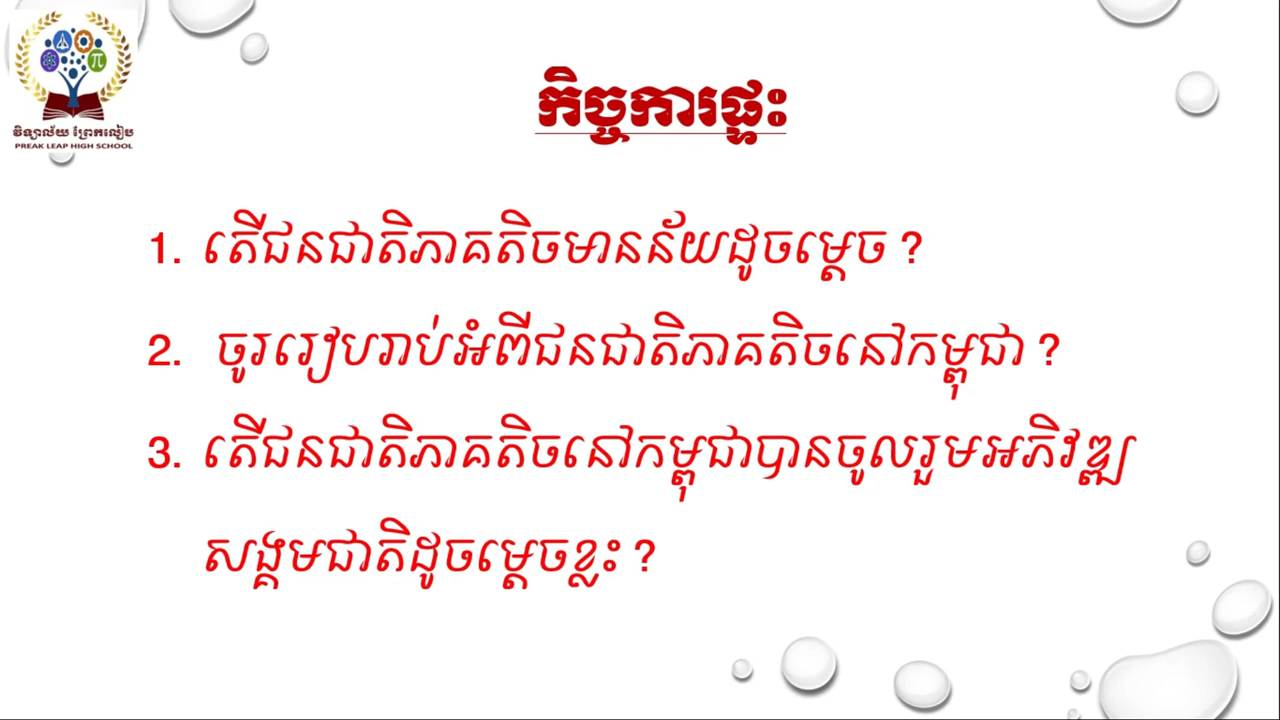 វិទ្យាល័យ ព្រែកលៀប
PREAK LEAP HIGH SCHOOL
កិច្ចការផ្ទះ
1. តើជនជាតិភាគតិចមានន័យដូចម្តេច ?
2. ចូររៀបរាប់អំពីជនជាតិភាគតិចនៅកម្ពុជា ?
3. តើជនជាតិភាគតិចនៅកម្ពុជាបានចូលរួមអភិវឌ្ឍ
សង្គមជាតិដូចម្តេចខ្លះ ?